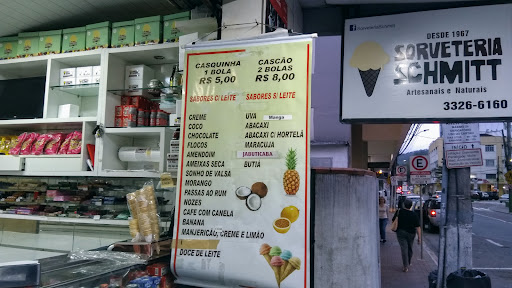 CASQUINHA
1 BOLA
R$ 5,00
CASCÃO
2 BOLAS
R$ 8,00
SABORES C/ LEITE
SABORES S/ LEITE
CREME
COCO
CHOCOLATE
FLOCOS
AMENDOIM
AMEIXAS SECA
SONHO DE VALSA
MORANGO
PASSAS AO RUM
NOZES
CAFE COM CANELA
BANANA
MANJERICÃO, CREME E LIMÃO
DOCE DE LEITE
UVA Manga
ABACAXI
ABACAXI C/ HORTELÃ
MARACUJA
JABUTICABA
BUTIA
DESDE 1967
SORVETERIA
SCHMITT
Artesanais e Naturais
3326-6160
E